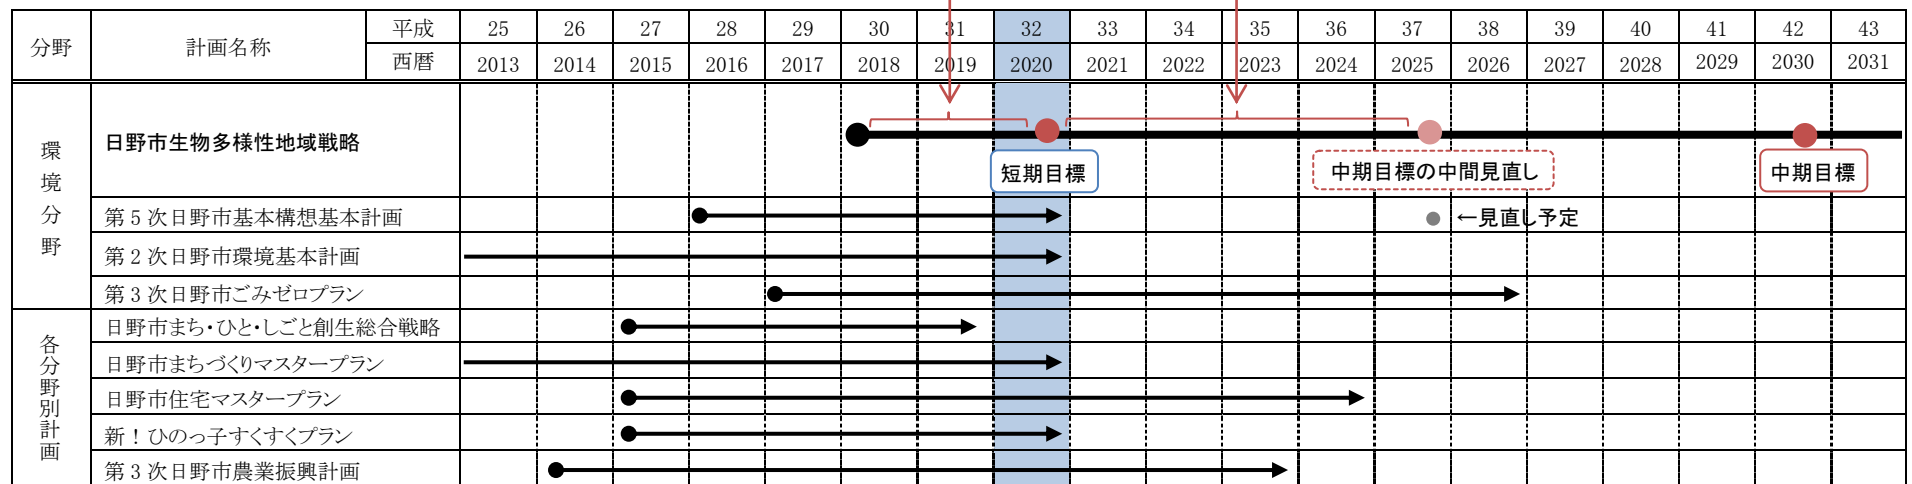 分野 計画名称 平成 25 26 27 28 29 30 31 32 33 34 35 36 37 38 39 40 41 42 43
西暦 2013 2014 2015 2016 2017 2018 2019 2020 2021 2022 2023 2024 2025 2026 2027 2028 2029 2030 2031
環境分野
日野市生物多様性地域戦略
短期目標 中期目標の中間見直し 中期目標
第5次日野市基本構想基本計画 ←見直し予定
第2次日野市環境基本計画
第3次日野市ごみゼロプラン
各分野別計画
日野市まち・ひと・しごと創生総合戦略
日野市まちづくりマスタープラン
日野市住宅マスタープラン
新！ひのっ子すくすくプラン
第3次日野市農業振興計画